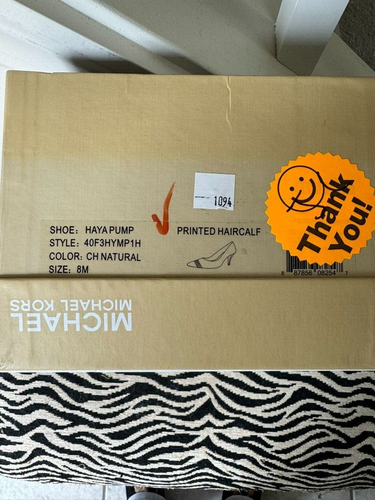 1094
SHOE: HAYA PUMP
PRINTED HAIRCALF
STYLE: 40F3HYMP1H
COLOR: CH NATURAL
SIZE: 8M
Thank
You!
MICHAEL
MICHAEL KORS